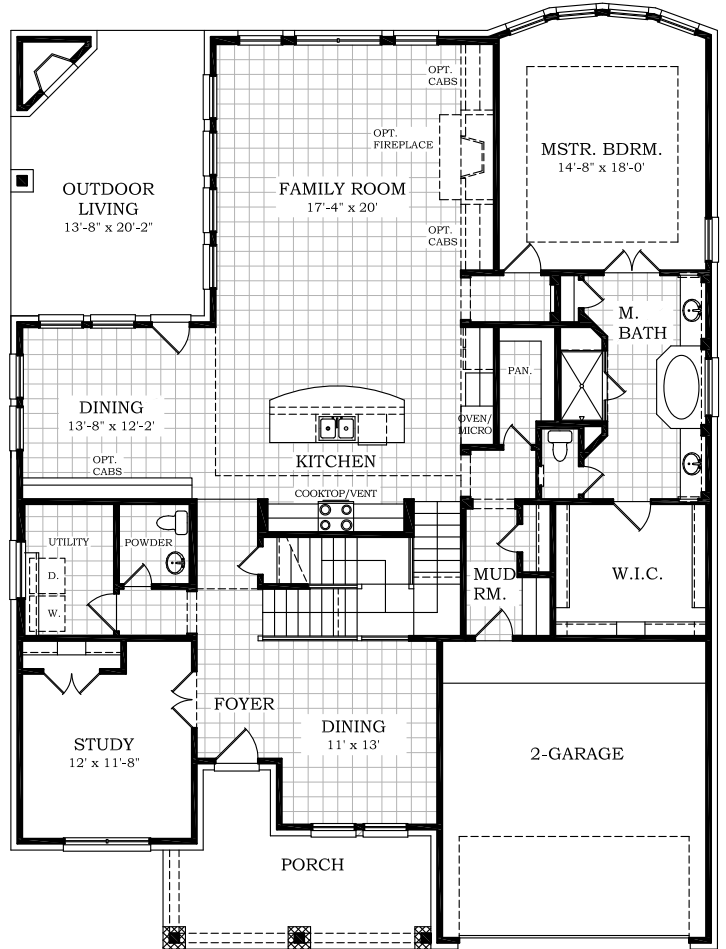 OPT.
CABS
OPT.
FIREPLACE
MSTR. BDRM.
14'-8" x 18'-0'
OUTDOOR
LIVING
13'-8" x 20'-2"
FAMILY ROOM
17'-4" x 20'
OPT.
CABS
M.
BATH
PAN.
DINING
13'-8" x 12'-2'
OVEN/
MICRO
KITCHEN
OPT.
CABS
COOKTOP/VENT
UTILITY
POWDER
D.
W.
MUD
RM.
W.I.C.
FOYER
DINING
11' x 13'
STUDY
12' x 11'-8"
2-GARAGE
PORCH